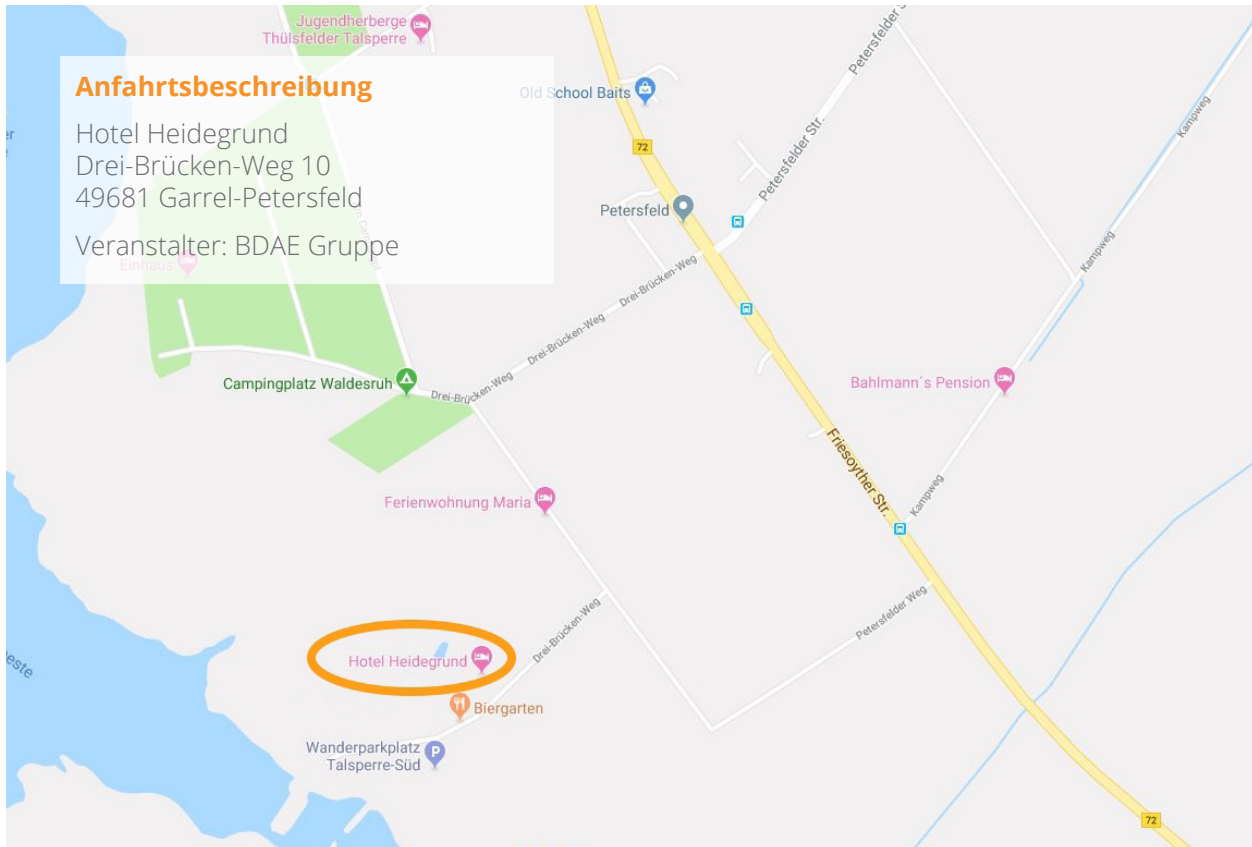 Jugendherberge
Thülsfelder Talsperre
Anfahrtsbeschreibung
Hotel Heidegrund
Drei-Brücken-Weg 10
49681 Garrel-Petersfeld
Veranstalter: BDAE Gruppe
Einhaus
Old School Baits
72
Petersfelder Str.
Petersfelder Str.
Kampweg
Petersfeld
Kampweg
Drei-Brücken-Weg
Drei-Brücken-Weg
Drei-Brücken-Weg
Campingplatz Waldesruh
Drei-Brücken-Weg
Bahlmann´s Pension
Friesoyther Str.
Kampweg
Ferienwohnung Maria
Petersfelder Weg
Drei-Brücken-Weg
Hotel Heidegrund
Biergarten
Wanderparkplatz
Talsperre-Süd
P
72